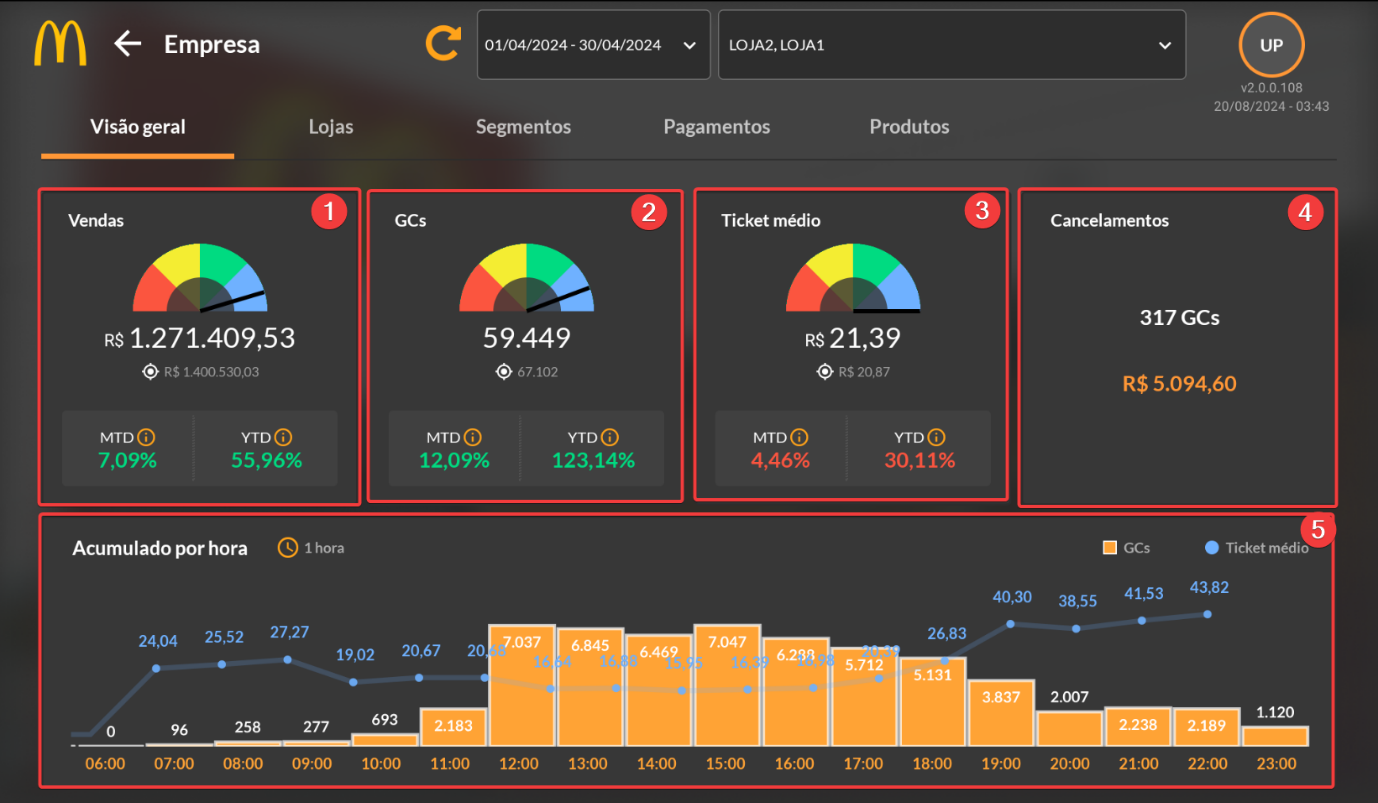 Empresa
01/04/2024 - 30/04/2024
LOJA2, LOJA1
UP
v2.0.0.108
20/08/2024 - 03:43
Visão geral
Lojas
Segmentos
Pagamentos
Produtos
Vendas
1
R$ 1.271.409,53
R$ 1.400.530,03
MTD
YTD
7,09%
55,96%
GCs
2
59.449
67.102
MTD
YTD
12,09%
123,14%
Ticket médio
3
R$ 21,39
R$ 20,87
MTD
YTD
4,46%
30,11%
Cancelamentos
4
317 GCs
R$ 5.094,60
5
Acumulado por hora
1 hora
GCs
Ticket médio
24,04 25,52 27,27 19,02 20,67 20,68 16,64 16,88 15,95 16,39 16,98 20,39 26,83 40,30 38,55 41,53 43,82
0 96 258 277 693 2.183 7.037 6.845 6.469 7.047 6.288 5.712 5.131 3.837 2.007 2.238 2.189 1.120
06:00 07:00 08:00 09:00 10:00 11:00 12:00 13:00 14:00 15:00 16:00 17:00 18:00 19:00 20:00 21:00 22:00 23:00